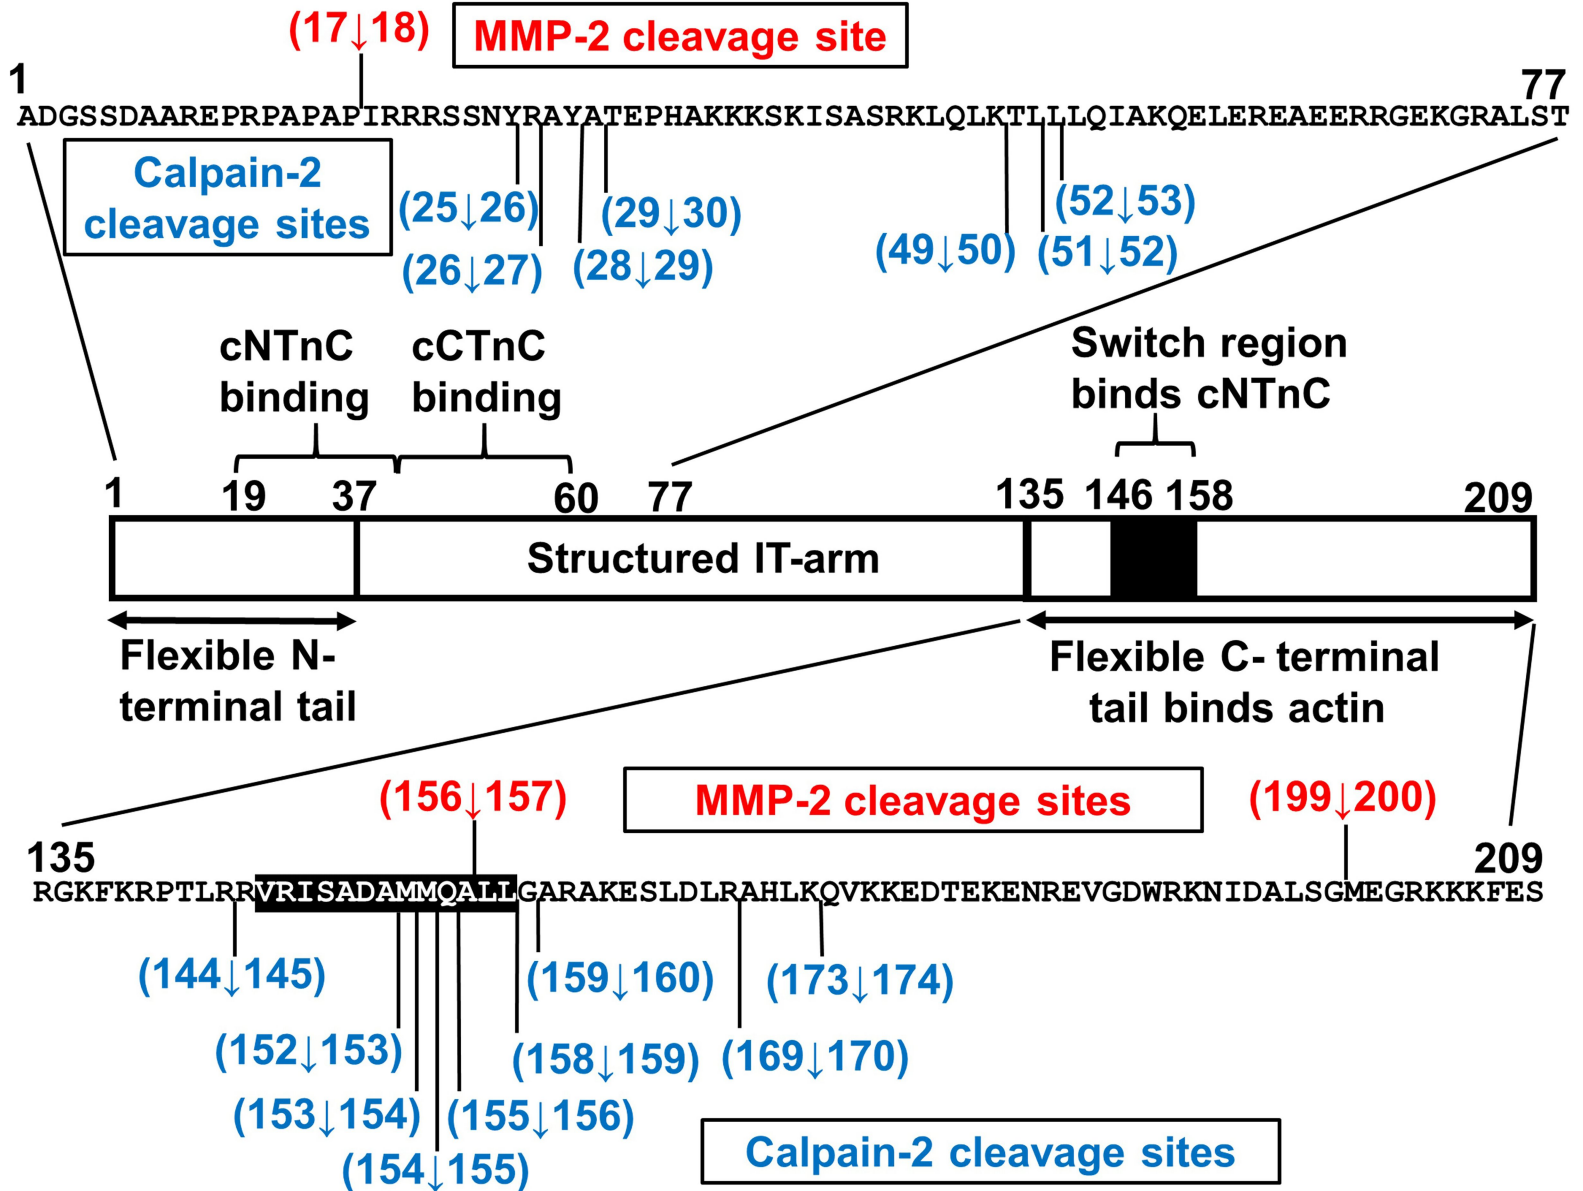 (17↓18)
MMP-2 cleavage site
1
77
ADGSSDAAREPRPAPAPIRRRSSNYRAYATEPHAKKKSKISASRKLQLKTLLLQIAKQELEREAEERRGEKGRALST
Calpain-2
cleavage sites
(25↓26)
(29↓30)
(52↓53)
(26↓27)
(28↓29)
(49↓50)
(51↓52)
cNTnC
binding
cCTnC
binding
Switch region
binds cNTnC
1
19
37
60
77
135
146
158
209
Structured IT-arm
Flexible N-
terminal tail
Flexible C- terminal
tail binds actin
(156↓157)
MMP-2 cleavage sites
(199↓200)
135
209
RGKFKRPTLRRVRISADAMMQALLGARAKESLDLRAHLKQVKKEDTEKENREVGDWRKNIDALSGMEGRKKKFES
(144↓145)
(159↓160)
(173↓174)
(152↓153)
(158↓159)
(169↓170)
(153↓154)
(155↓156)
(154↓155)
Calpain-2 cleavage sites